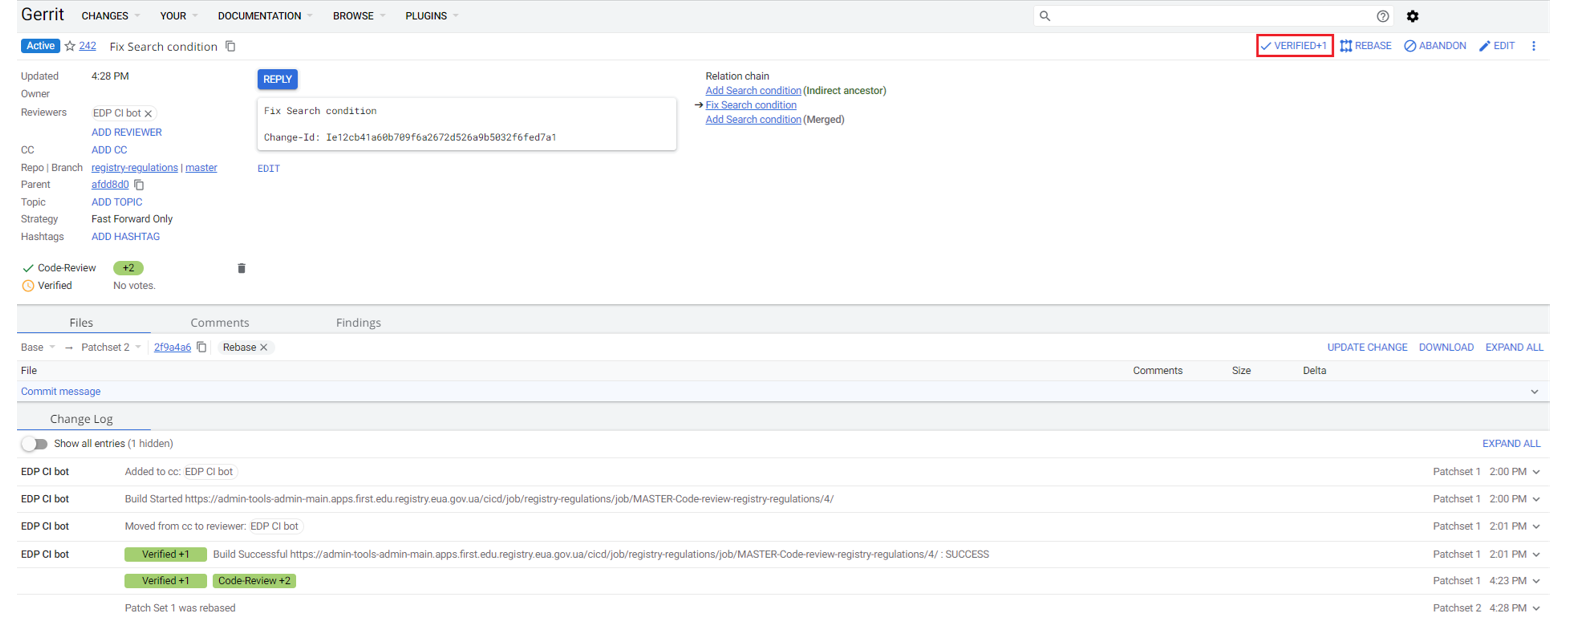 Gerrit CHANGES YOUR DOCUMENTATION BROWSE PLUGINS
Active 242 Fix Search condition VERIFIED+1 REBASE ABANDON EDIT
Updated 4:28 PM
Owner
Reviewers EDP CI bot
ADD REVIEWER
CC ADD CC
Repo | Branch registry-regulations | master
Parent afdd8d0
Topic ADD TOPIC
Strategy Fast Forward Only
Hashtags ADD HASHTAG
Code-Review +2
Verified No votes.
REPLY
Fix Search condition
Change-Id: Ie12cb41a60b709f6a2672d526a9b5032f6fed7a1
EDIT
Relation chain
Add Search condition (Indirect ancestor)
→ Fix Search condition
Add Search condition (Merged)
Files Comments Findings
Base → Patchset 2 2f9a4a6 Rebase UPDATE CHANGE DOWNLOAD EXPAND ALL
File Comments Size Delta
Commit message
Change Log
Show all entries (1 hidden) EXPAND ALL
EDP CI bot Added to cc: EDP CI bot Patchset 1 2:00 PM
EDP CI bot Build Started https://admin-tools-admin-main.apps.first.edu.registry.eua.gov.ua/cicd/job/registry-regulations/job/MASTER-Code-review-registry-regulations/4/ Patchset 1 2:00 PM
EDP CI bot Moved from cc to reviewer: EDP CI bot Patchset 1 2:01 PM
EDP CI bot Verified +1 Build Successful https://admin-tools-admin-main.apps.first.edu.registry.eua.gov.ua/cicd/job/registry-regulations/job/MASTER-Code-review-registry-regulations/4/ : SUCCESS Patchset 1 2:01 PM
Verified +1 Code-Review +2 Patchset 1 4:23 PM
Patch Set 1 was rebased Patchset 2 4:28 PM